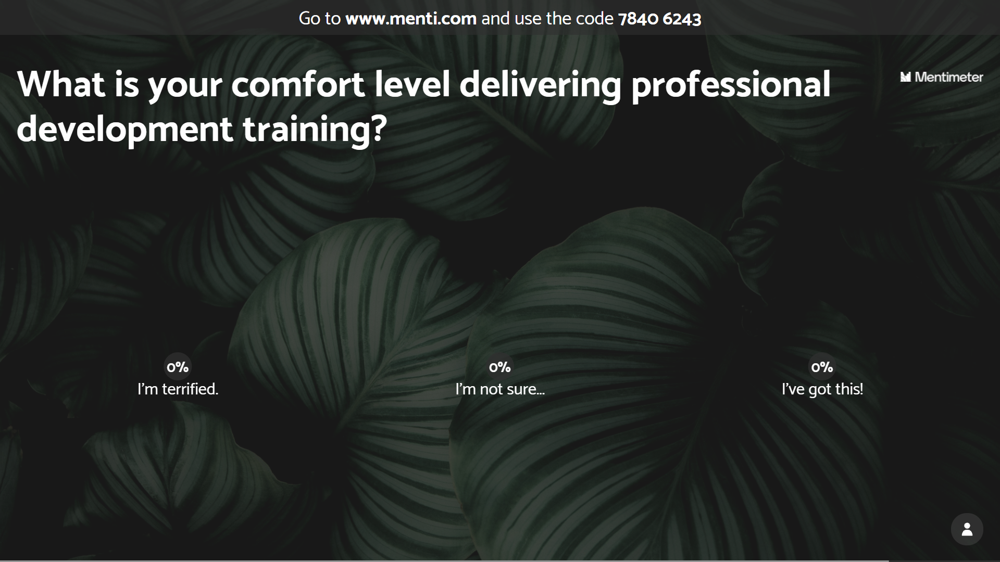 Go to www.menti.com and use the code 7840 6243
What is your comfort level delivering professional
development training?
Mentimeter
0%
I'm terrified.
0%
I'm not sure...
0%
I've got this!